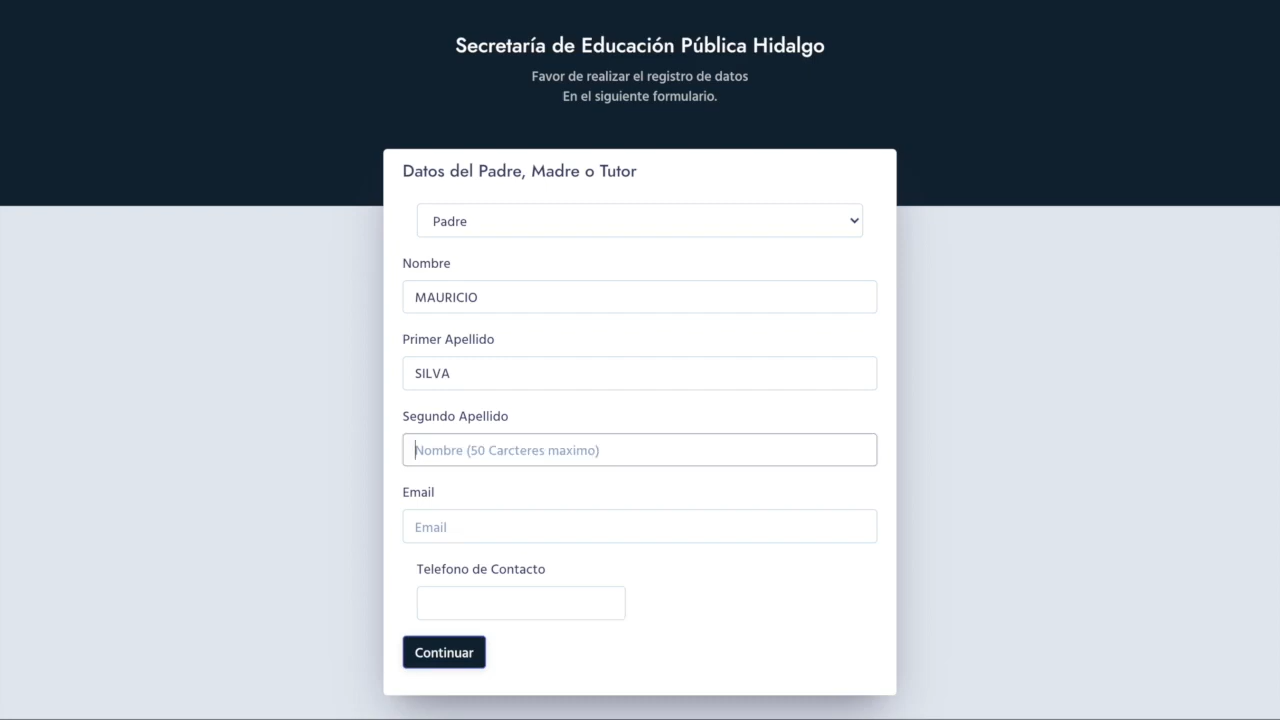 Secretaría de Educación Pública Hidalgo
Favor de realizar el registro de datos
En el siguiente formulario.
Datos del Padre, Madre o Tutor
Padre
Nombre
MAURICIO
Primer Apellido
SILVA
Segundo Apellido
Nombre (50 Carcteres maximo)
Email
Email
Telefono de Contacto
Continuar